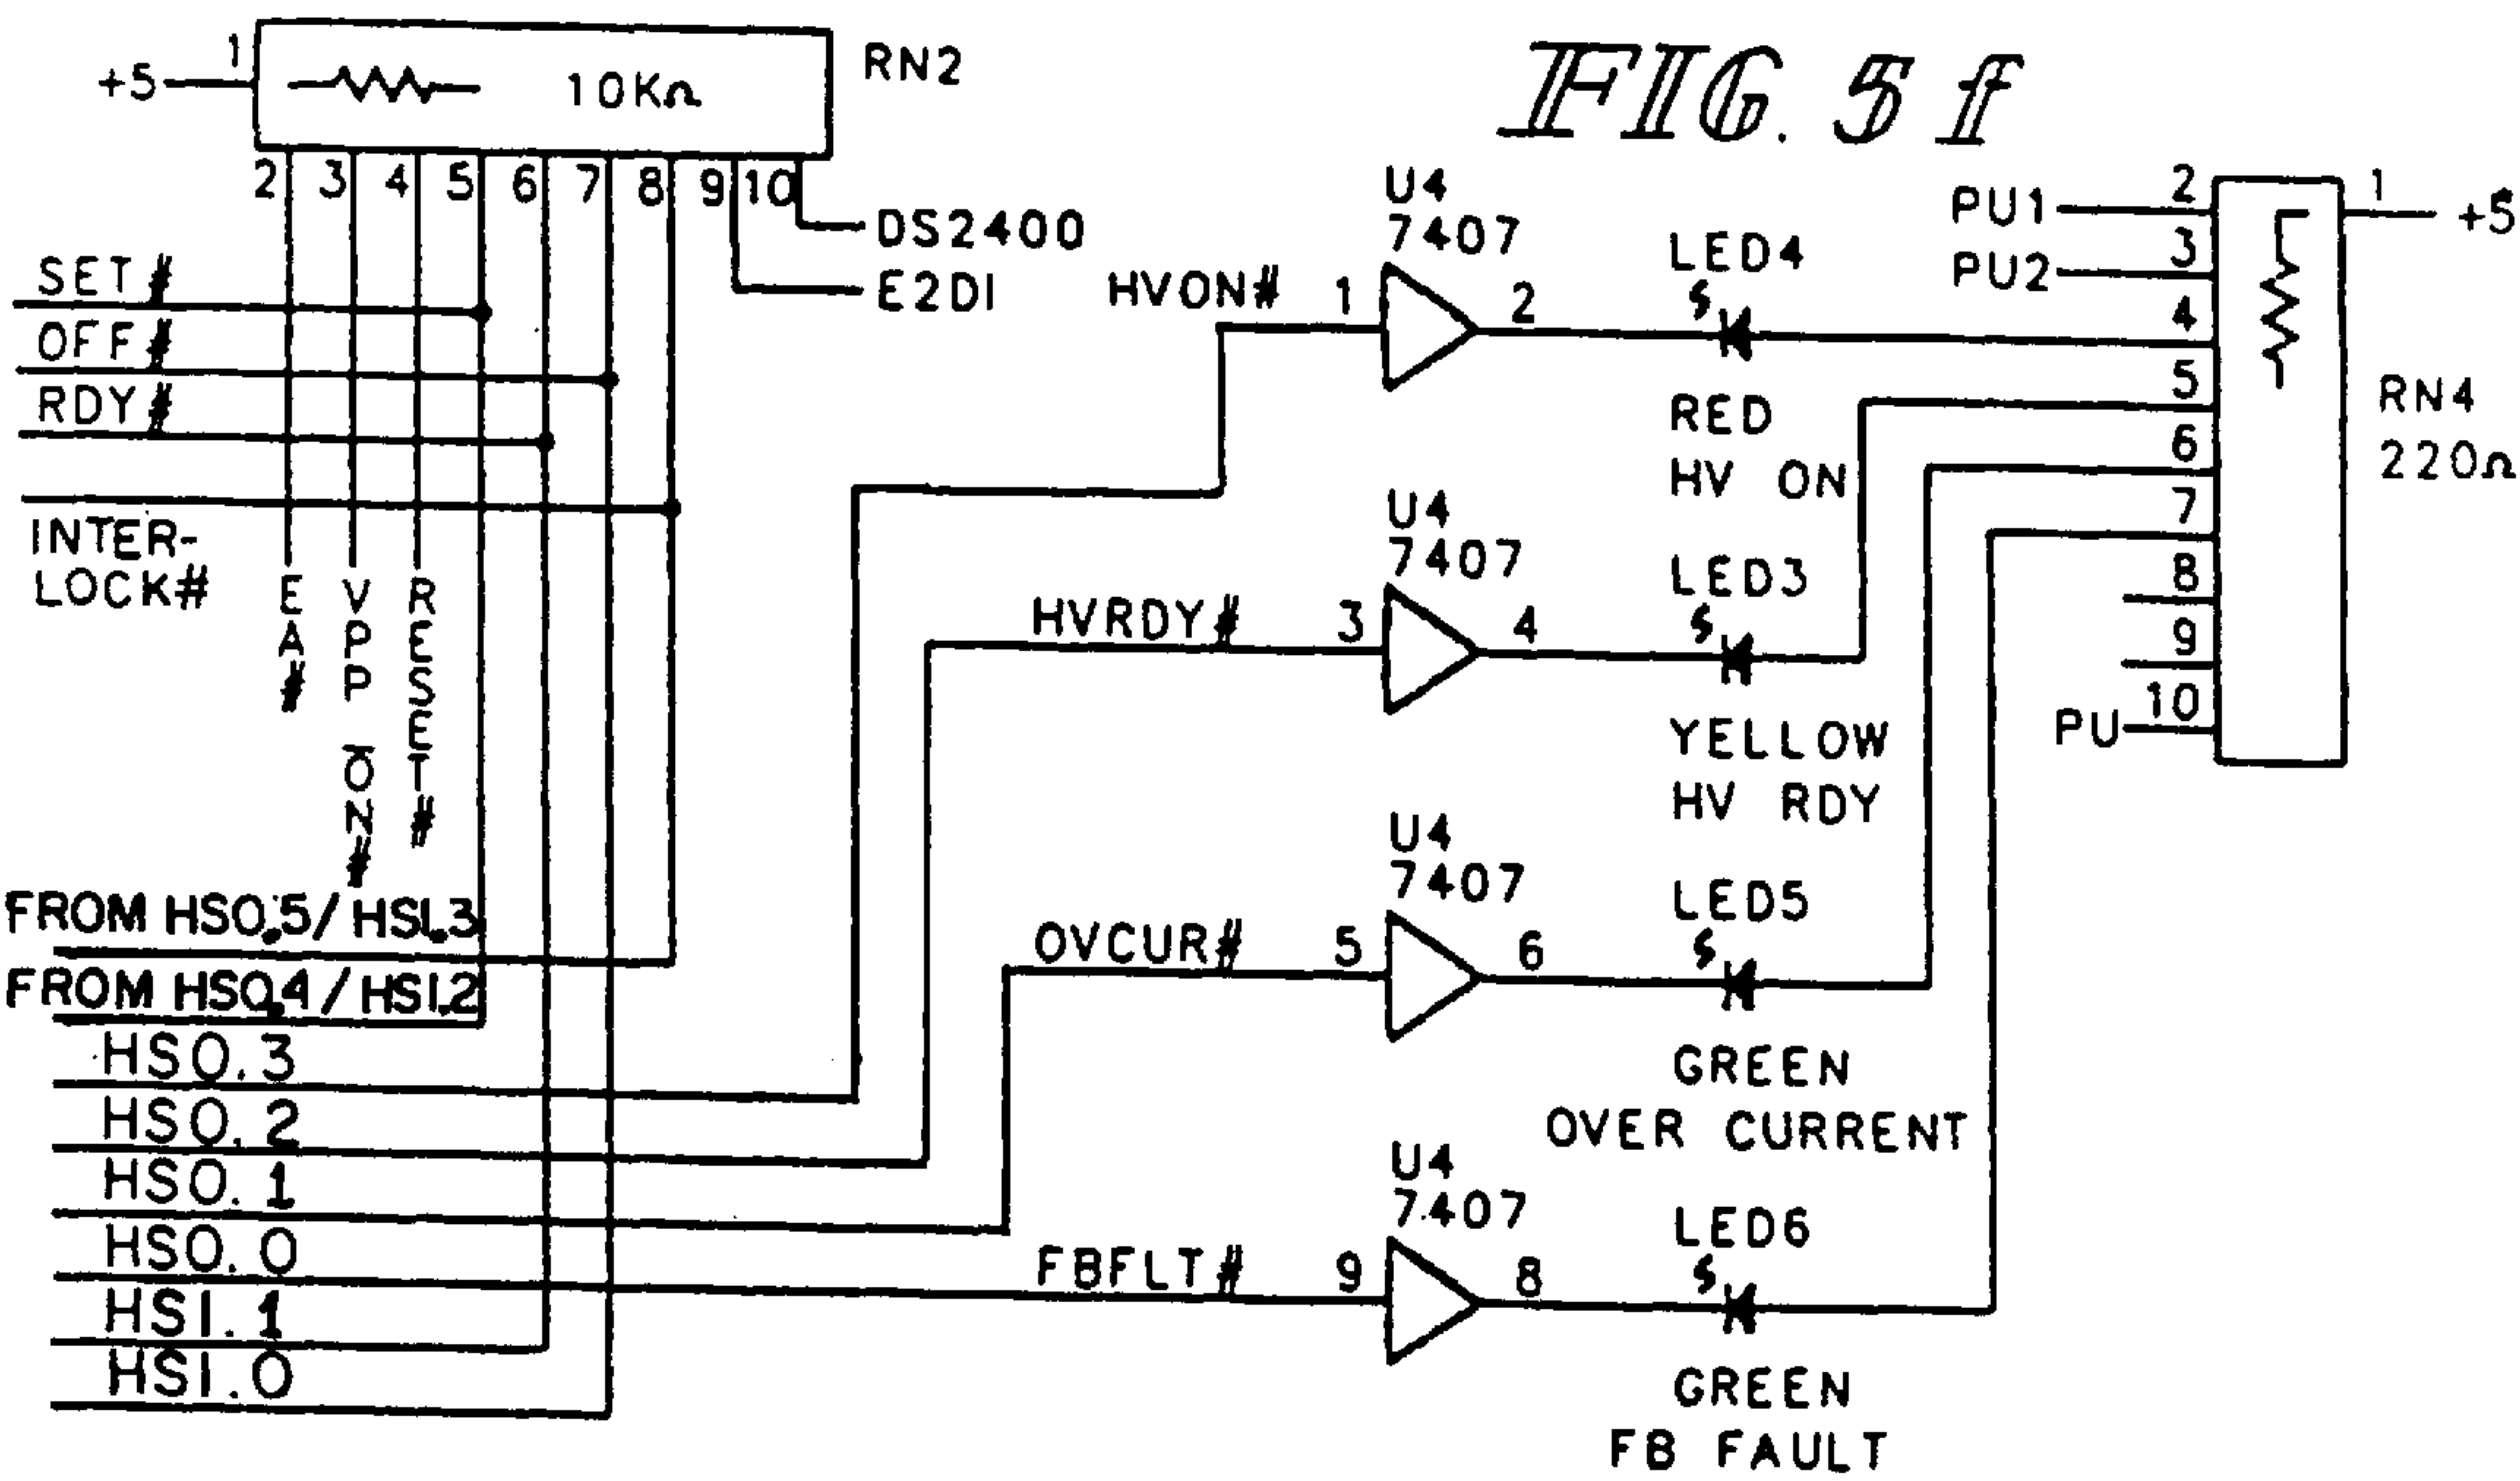 FIG. 5 f
RN2
+5
1
10KΩ
2 3 4 5 6 7 8 9 10
DS2400
E2DI
SET#
OFF#
RDY#
INTER-
LOCK#
EA#
VPP ON#
RESET#
FROM HSO.5/HSI.3
FROM HSO.4/HSI.2
HSO.3
HSO.2
HSO.1
HSO.0
HSI.1
HSI.0
U4
7407
HVON#
1
2
LED4
RED
HV ON
U4
7407
HVRDY#
3
4
LED3
YELLOW
HV RDY
U4
7407
OVCUR#
5
6
LED5
GREEN
OVER CURRENT
U4
7407
FBFLT#
9
8
LED6
GREEN
FB FAULT
PU1
2
1
+5
PU2
3
4
5
6
7
8
9
PU
10
RN4
220Ω